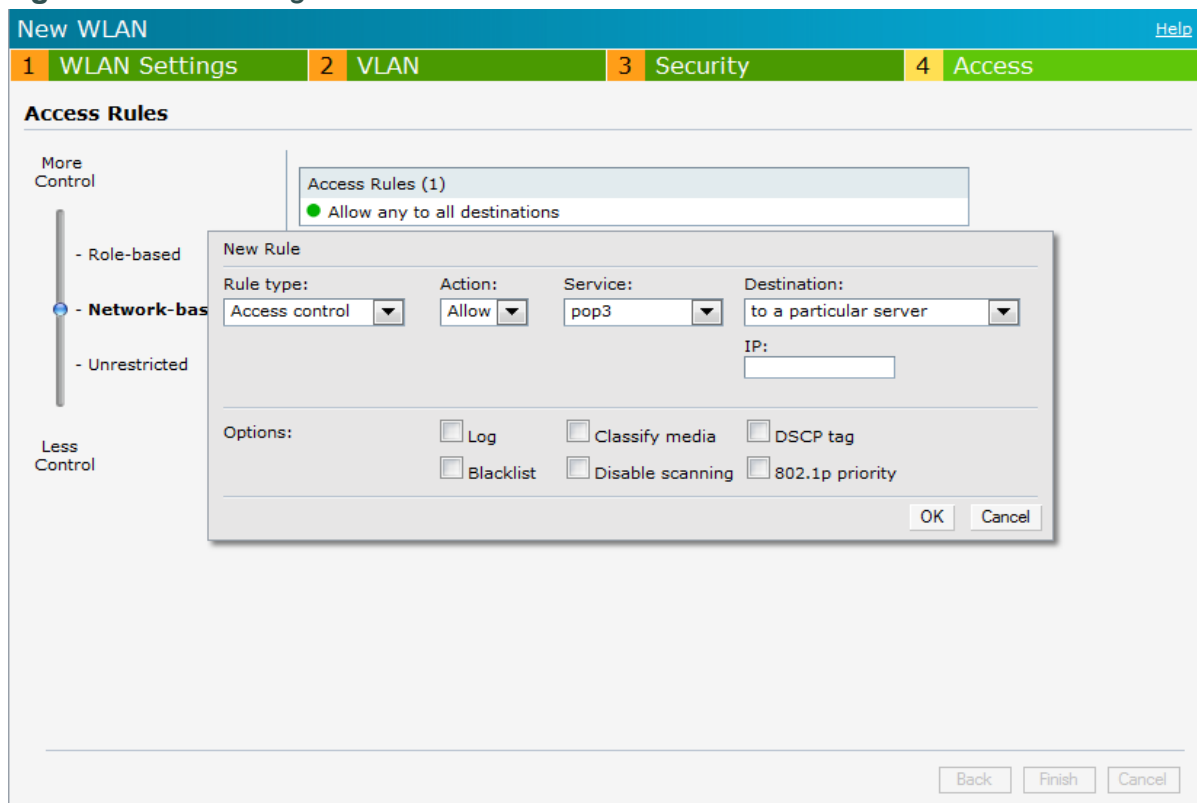 New WLAN Help
1 WLAN Settings 2 VLAN 3 Security 4 Access
Access Rules
More
Control
- Role-based
- Network-bas
- Unrestricted
Less
Control
Access Rules (1)
Allow any to all destinations
New Rule
Rule type: Action: Service: Destination:
Access control Allow pop3 to a particular server
IP:
Options: Log Classify media DSCP tag
Blacklist Disable scanning 802.1p priority
OK Cancel
Back Finish Cancel